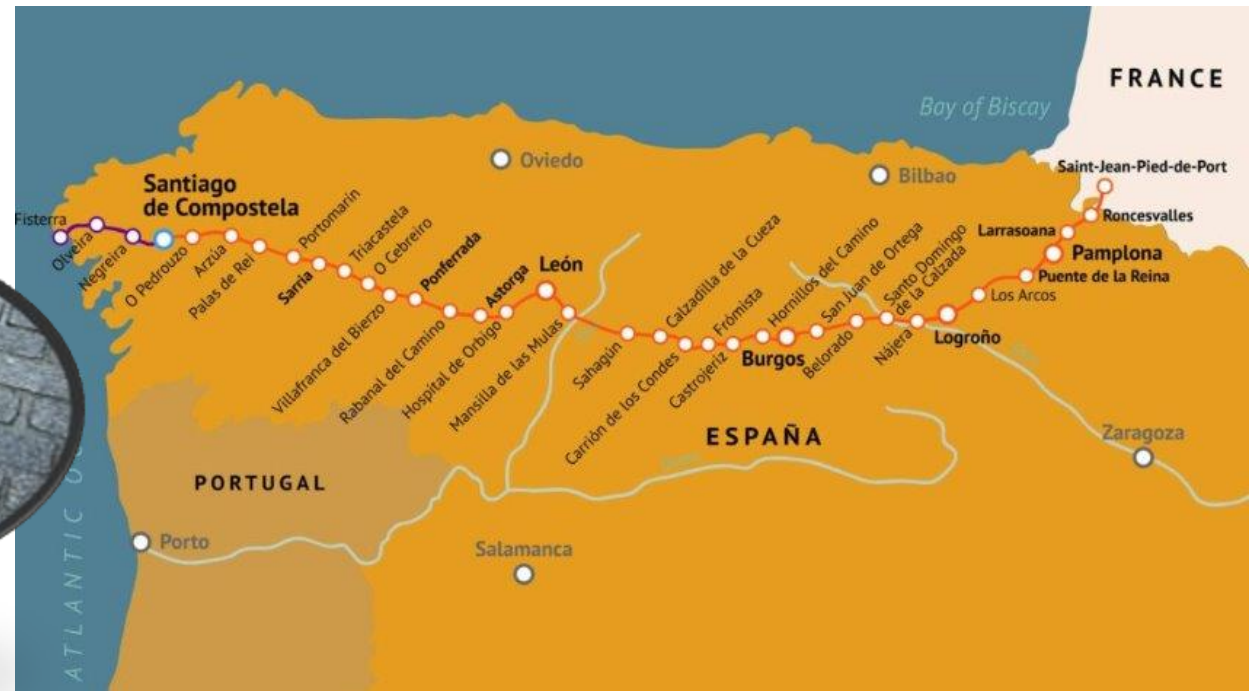 FRANCE
Bay of Biscay
Oviedo
Bilbao
Saint-Jean-Pied-de-Port
Santiago
de Compostela
Fisterra
Olveira
Negreira
O Pedrouzo
Arzúa
Palas de Rei
Portomarín
Sarria
Triacastela
O Cebreiro
Villafranca del Bierzo
Ponferrada
Rabanal del Camino
Astorga
Hospital de Orbigo
León
Mansilla de las Mulas
Sahagún
Calzadilla de la Cueza
Carrión de los Condes
Frómista
Castrojeriz
Hornillos del Camino
Burgos
San Juan de Ortega
Belorado
Santo Domingo
de la Calzada
Nájera
Logroño
Los Arcos
Puente de la Reina
Pamplona
Larrasoana
Roncesvalles
ESPAÑA
Zaragoza
PORTUGAL
Porto
Salamanca
ATLANTIC